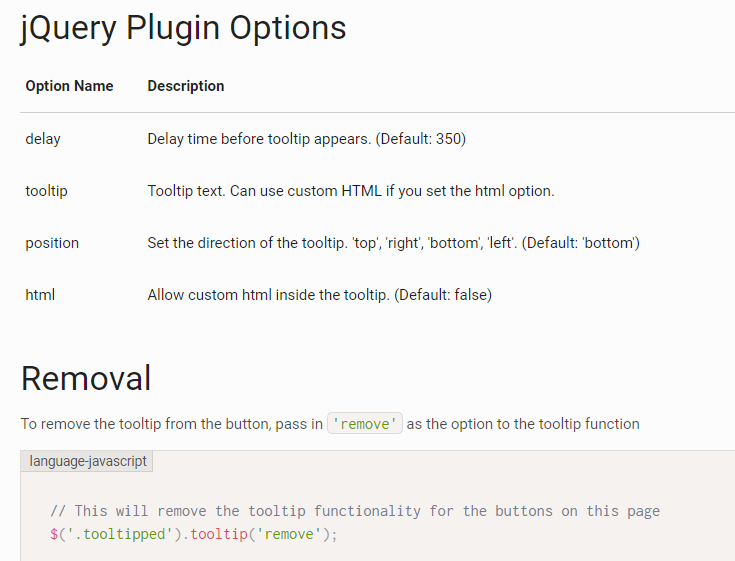 jQuery Plugin Options
Option Name Description
delay Delay time before tooltip appears. (Default: 350)
tooltip Tooltip text. Can use custom HTML if you set the html option.
position Set the direction of the tooltip. 'top', 'right', 'bottom', 'left'. (Default: 'bottom')
html Allow custom html inside the tooltip. (Default: false)
Removal
To remove the tooltip from the button, pass in 'remove' as the option to the tooltip function
language-javascript
// This will remove the tooltip functionality for the buttons on this page
$('.tooltipped').tooltip('remove');